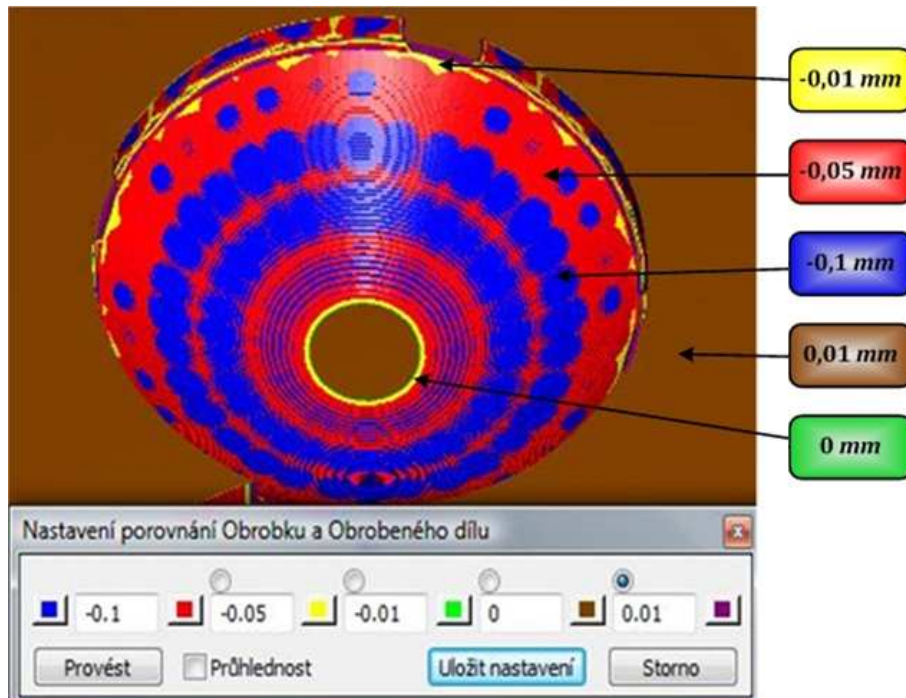 -0,01 mm
-0,05 mm
-0,1 mm
0,01 mm
0 mm
Nastavení porovnání Obrobku a Obrobeného dílu
x
-0.1 -0.05 -0.01 0 0.01
Provést Průhlednost Uložit nastavení Storno